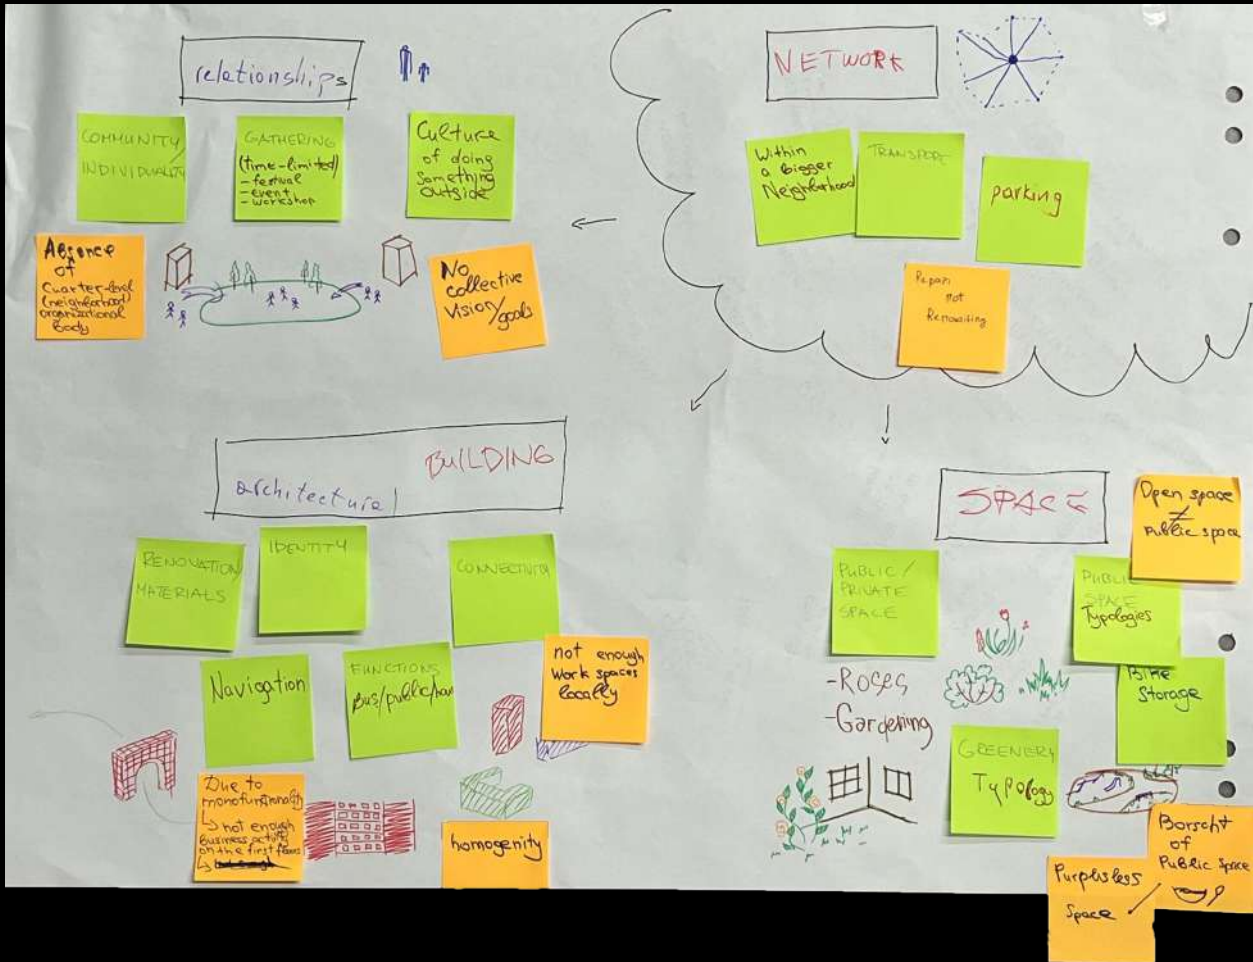 relationships
COMMUNITY/
INDIVIDUALITY
GATHERING
(time-limited)
- festival
- event
- workshop
Culture
of doing
something
outside
Absence
of
Quarter-level
(neighborhood)
organizational
Body
No
collective
vision/goals
NETWORK
Within
a bigger
Neighborhood
TRANSPORT
parking
Repair
not
BUILDING
architectural
RENOVATION
MATERIALS
IDENTITY
CONNECTIVITY
Navigation
FUNCTIONS
Bus/public/
not enough
Work spaces
locally
Due to
monofunctionality
↳ not enough
Business activity
on the first floors
homogenity
SPACE
Open space
≠
Public space
PUBLIC/
PRIVATE
SPACE
PUBLIC
SPACE
Typologies
- Roses
- Gardening
Bike
Storage
GREENERY
Typology
Borscht
of
Public Space
Space